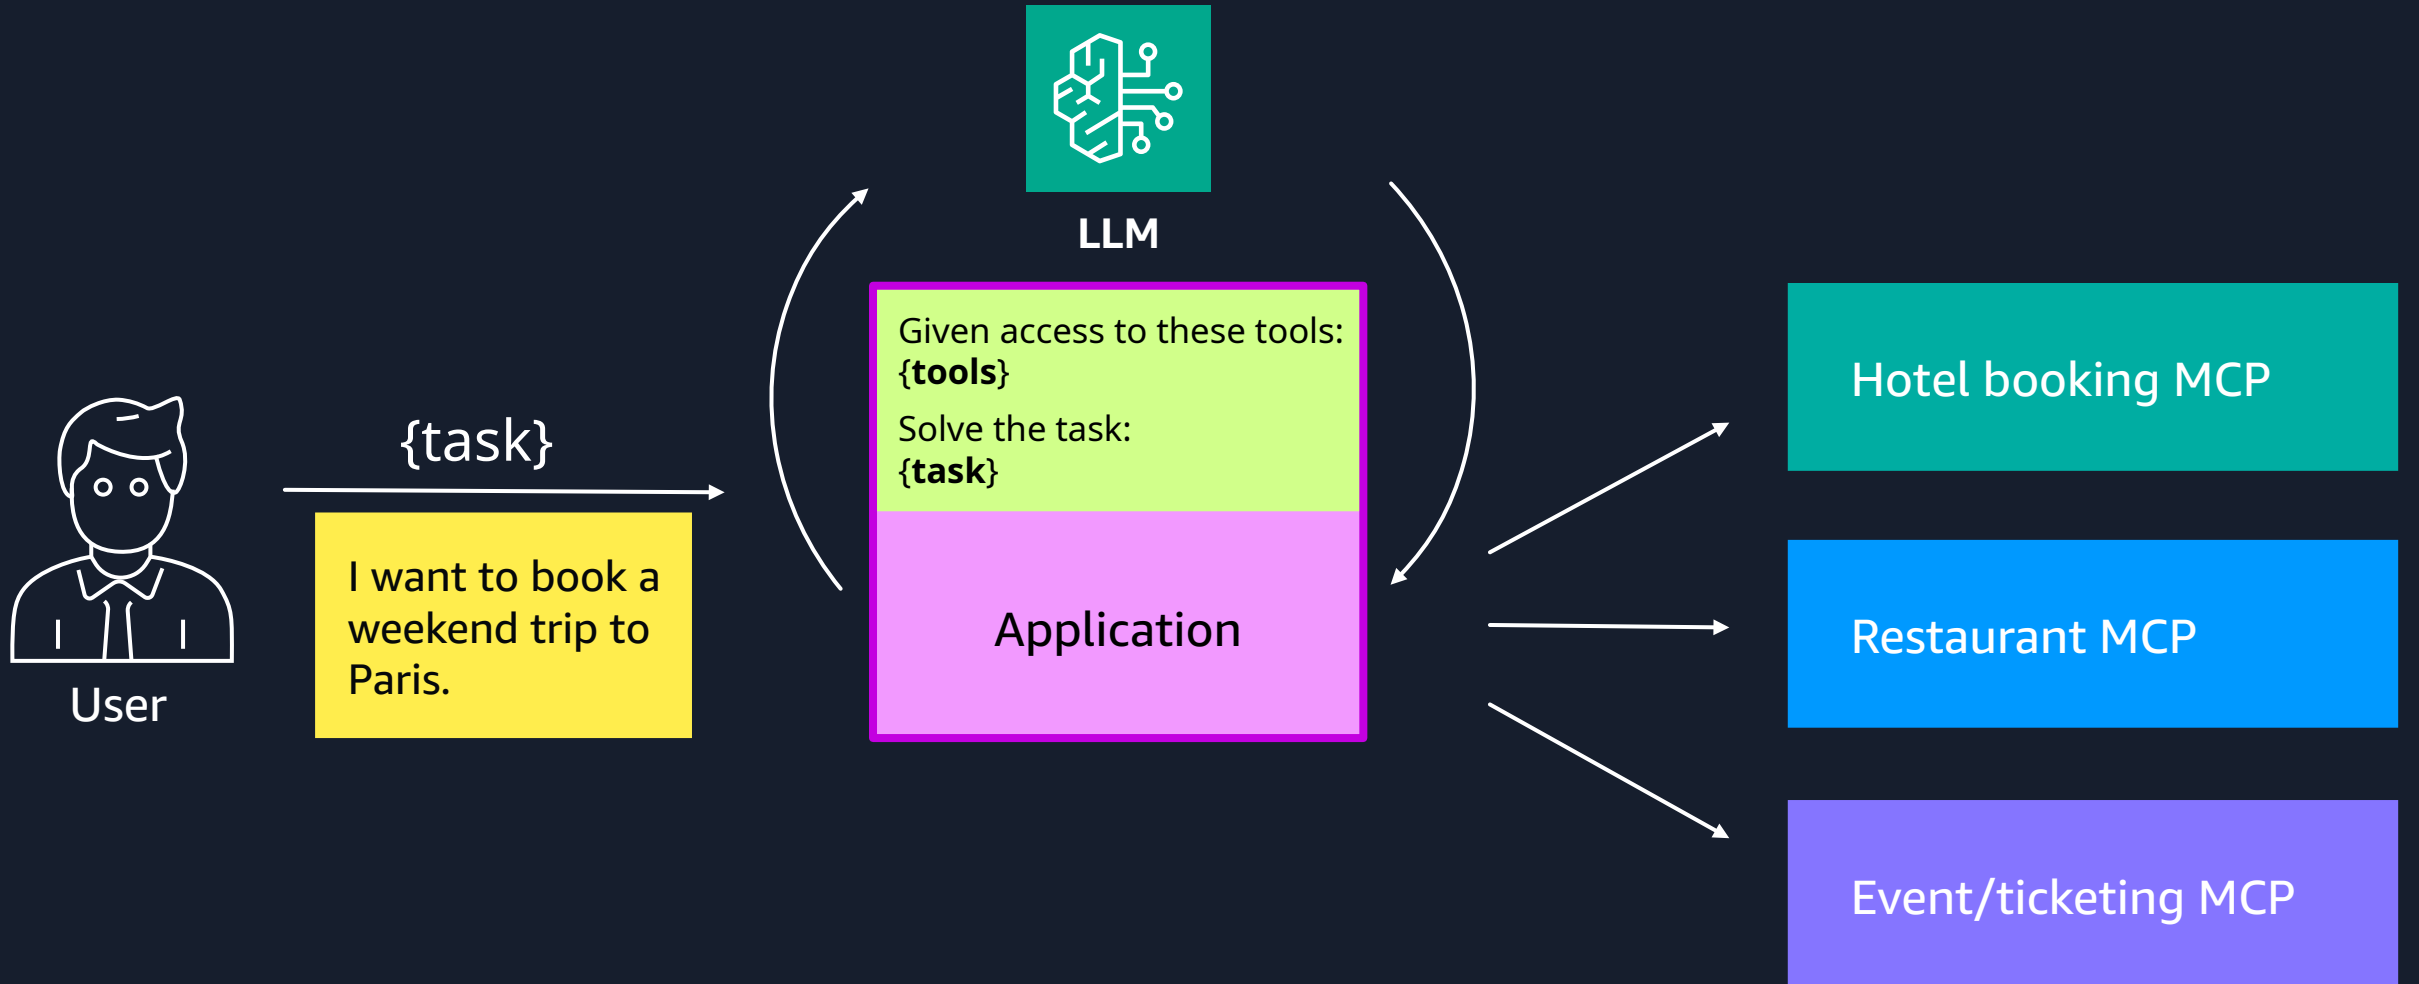 LLM
Given access to these tools:
{tools}
Solve the task:
{task}
Application
{task}
I want to book a
weekend trip to
Paris.
User
Hotel booking MCP
Restaurant MCP
Event/ticketing MCP